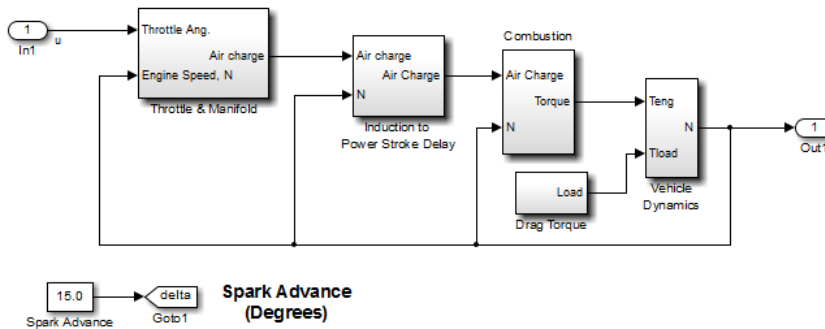 1
In1
u
Throttle Ang.
Air charge
Engine Speed, N
Throttle & Manifold
Air charge
Air Charge
N
Induction to
Power Stroke Delay
Combustion
Air Charge
Torque
N
Load
Drag Torque
Teng
N
Tload
Vehicle
Dynamics
1
Out1
15.0
Spark Advance
delta
Goto1
Spark Advance
(Degrees)